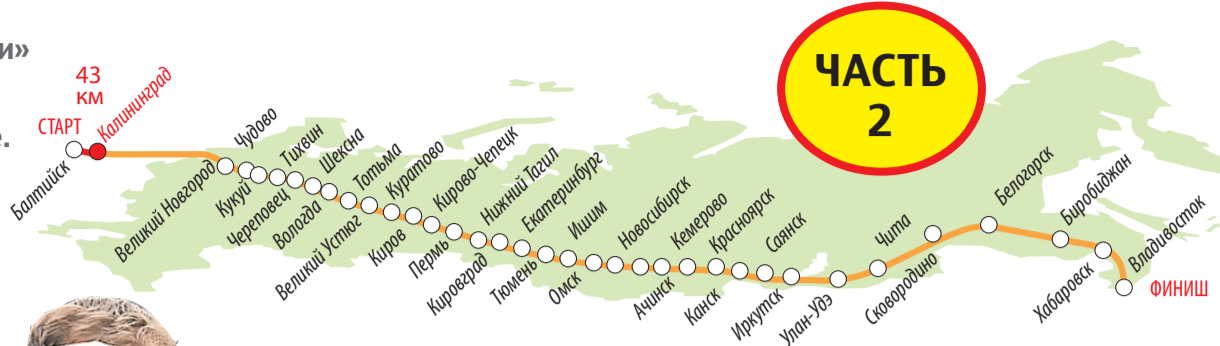 и»
е.
43
км
СТАРТ
Калининград
Балтийск
Великий Новгород
Чудово
Кукуй
Тихвин
Череповец
Шексна
Вологда
Тотьма
Великий Устюг
Куратово
Киров
Кирово-Чепецк
Пермь
Нижний Тагил
Кировград
Екатеринбург
Тюмень
Ишим
Омск
Новосибирск
Ачинск
Кемерово
Канск
Красноярск
Иркутск
Саянск
Улан-Удэ
Чита
Сковородино
Белогорск
Хабаровск
Биробиджан
Владивосток
ФИНИШ
ЧАСТЬ
2